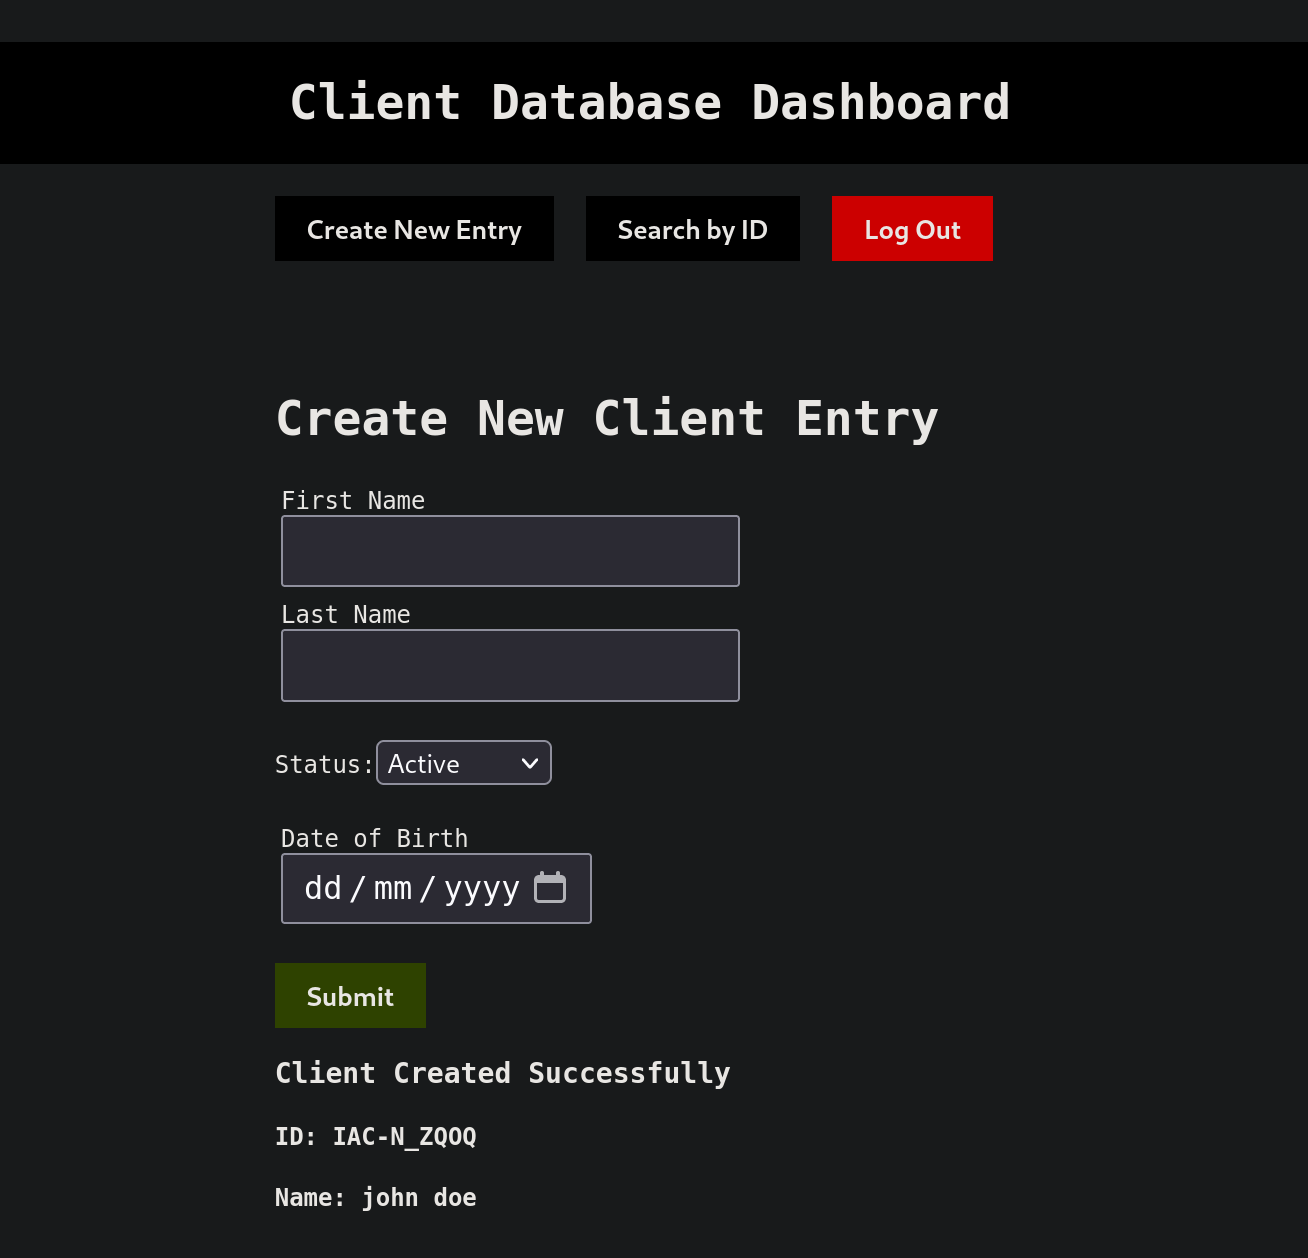 Client Database Dashboard
Create New Entry Search by ID Log Out
Create New Client Entry
First Name
Last Name
Status: Active
Date of Birth
dd / mm / yyyy
Submit
Client Created Successfully
ID: IAC-N_ZQOQ
Name: john doe